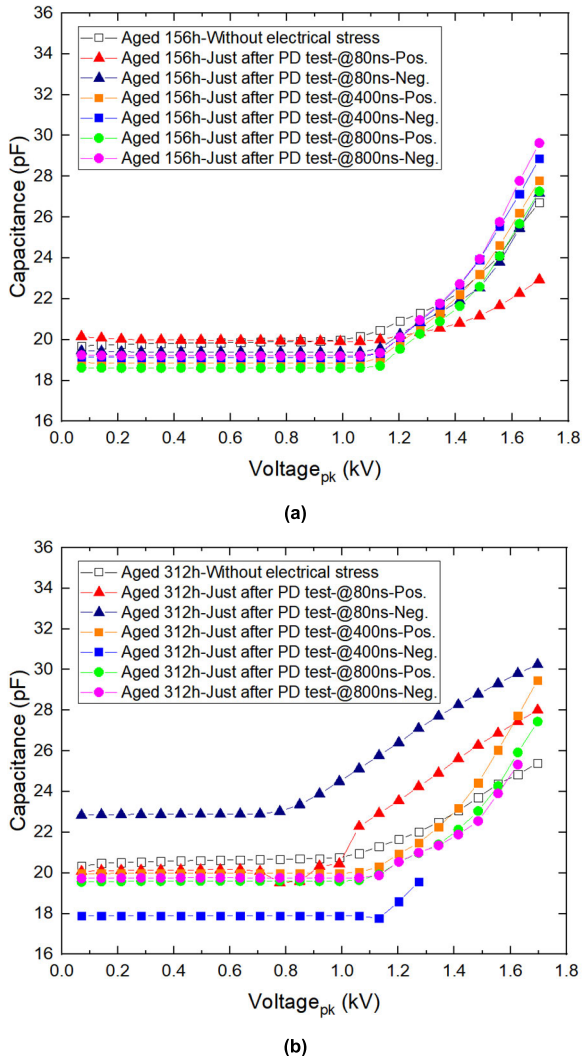 36
34
32
30
28
26
24
22
20
18
16
Capacitance (pF)
Aged 156h-Without electrical stress
Aged 156h-Just after PD test-@80ns-Pos.
Aged 156h-Just after PD test-@80ns-Neg.
Aged 156h-Just after PD test-@400ns-Pos.
Aged 156h-Just after PD test-@400ns-Neg.
Aged 156h-Just after PD test-@800ns-Pos.
Aged 156h-Just after PD test-@800ns-Neg.
0.0 0.2 0.4 0.6 0.8 1.0 1.2 1.4 1.6 1.8
Voltagepk (kV)
(a)
36
34
32
30
28
26
24
22
20
18
16
Capacitance (pF)
Aged 312h-Without electrical stress
Aged 312h-Just after PD test-@80ns-Pos.
Aged 312h-Just after PD test-@80ns-Neg.
Aged 312h-Just after PD test-@400ns-Pos.
Aged 312h-Just after PD test-@400ns-Neg.
Aged 312h-Just after PD test-@800ns-Pos.
Aged 312h-Just after PD test-@800ns-Neg.
0.0 0.2 0.4 0.6 0.8 1.0 1.2 1.4 1.6 1.8
Voltagepk (kV)
(b)